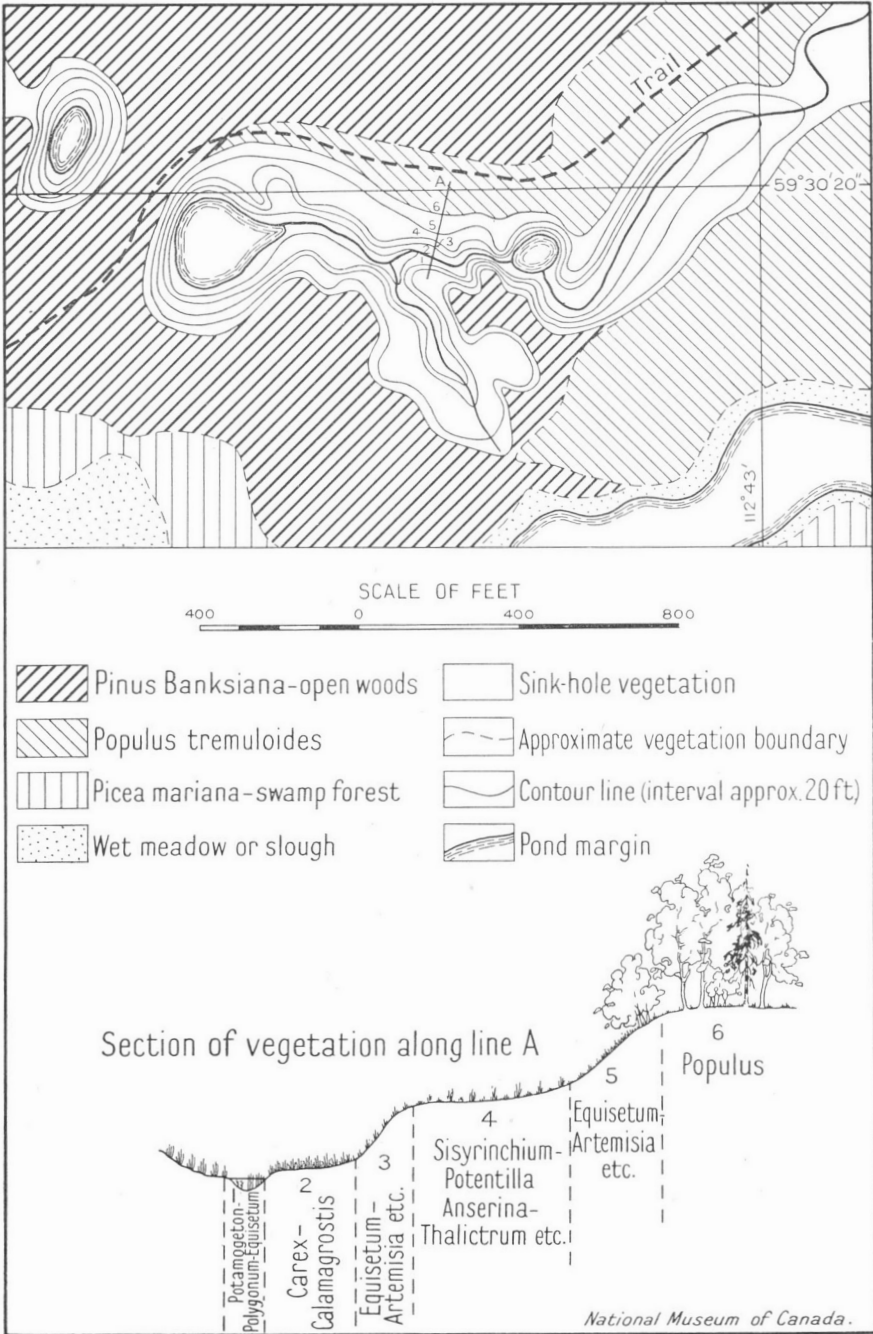 Trail
59°30'20"
A
6
5
4 3
2
1
112°43'
SCALE OF FEET
400 0 400 800
Pinus Banksiana-open woods
Populus tremuloides
Picea mariana-swamp forest
Wet meadow or slough
Sink-hole vegetation
Approximate vegetation boundary
Contour line (interval approx. 20 ft)
Pond margin
Section of vegetation along line A
Potamogeton-
Polygonum-Equisetum
2
Carex-
Calamagrostis
3
Equisetum-
Artemisia etc.
4
Sisyrinchium-
Potentilla
Anserina-
Thalictrum etc.
5
Equisetum-
Artemisia
etc.
6
Populus
National Museum of Canada.